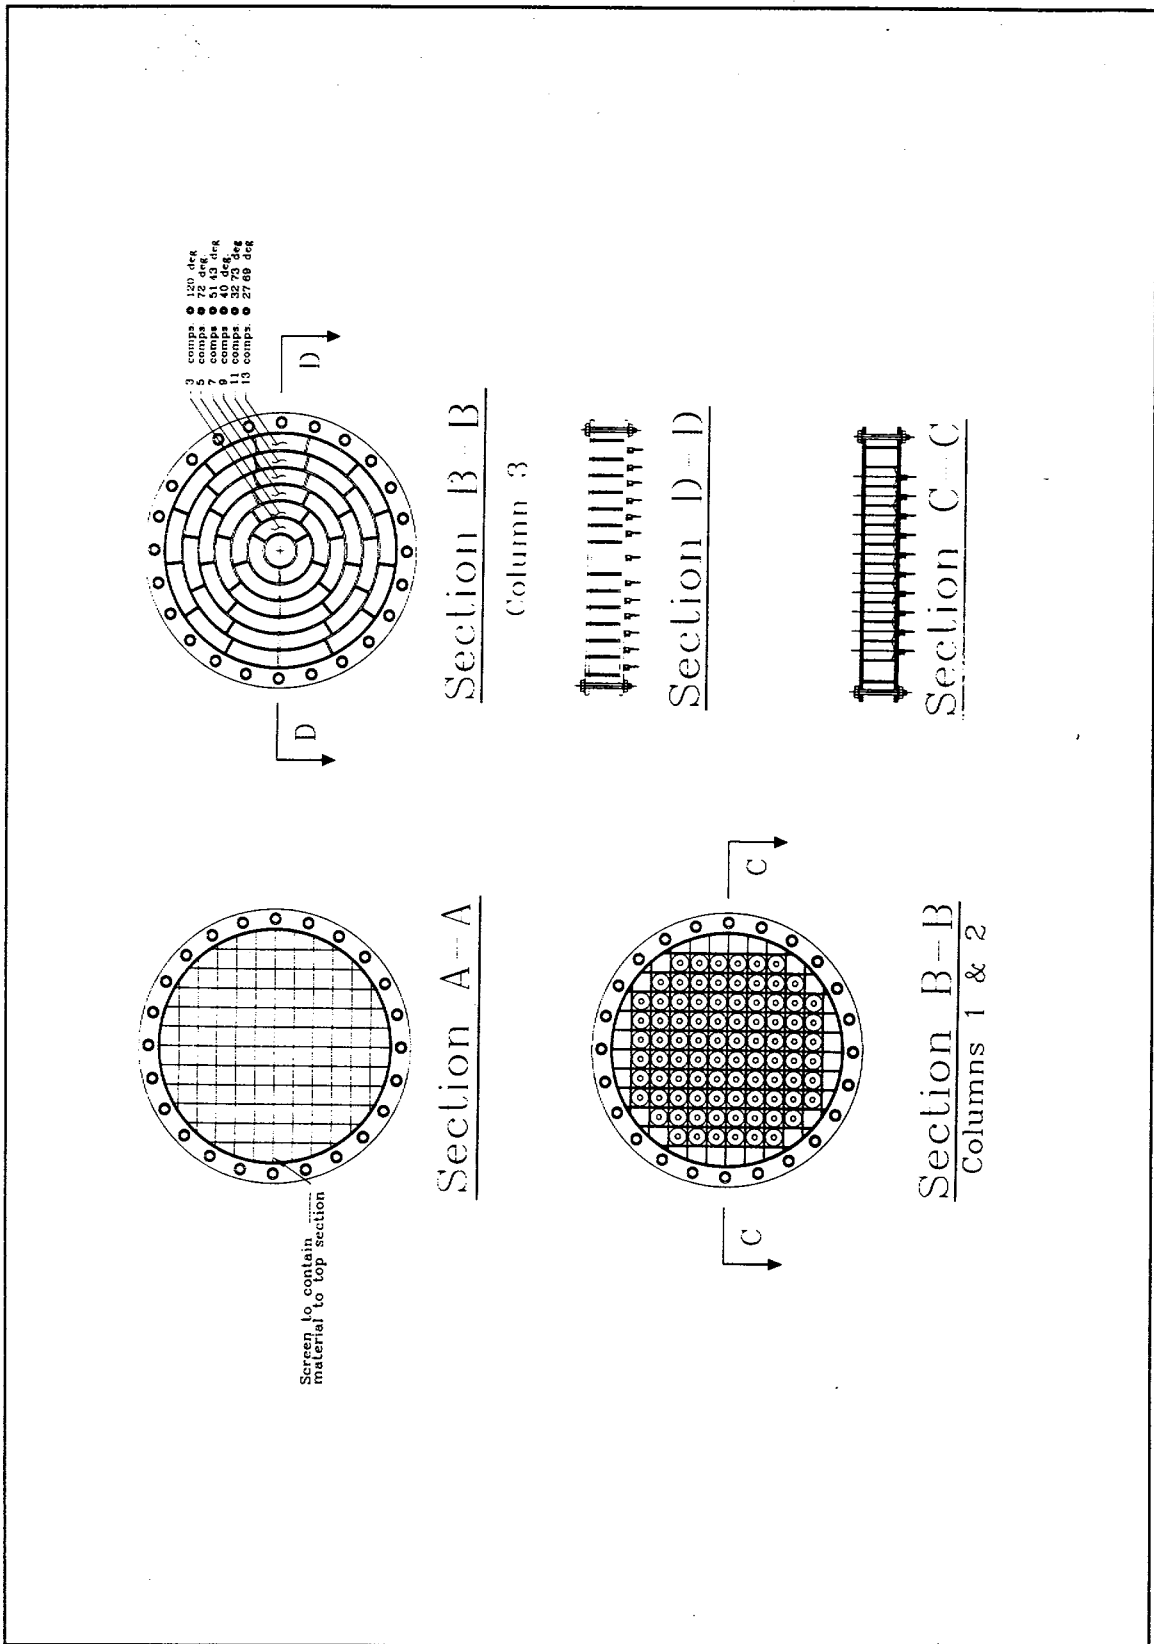 Screen to contain
material to top section
Section A-A
3 comps. @ 120 deg
5 comps. @ 72 deg.
7 comps @ 51.43 deg
9 comps @ 40 deg.
11 comps. @ 32.73 deg
13 comps. @ 27.69 deg
D
D
Section B-B
Column 3
Section D-D
C
C
Section B-B
Columns 1 & 2
Section C-C